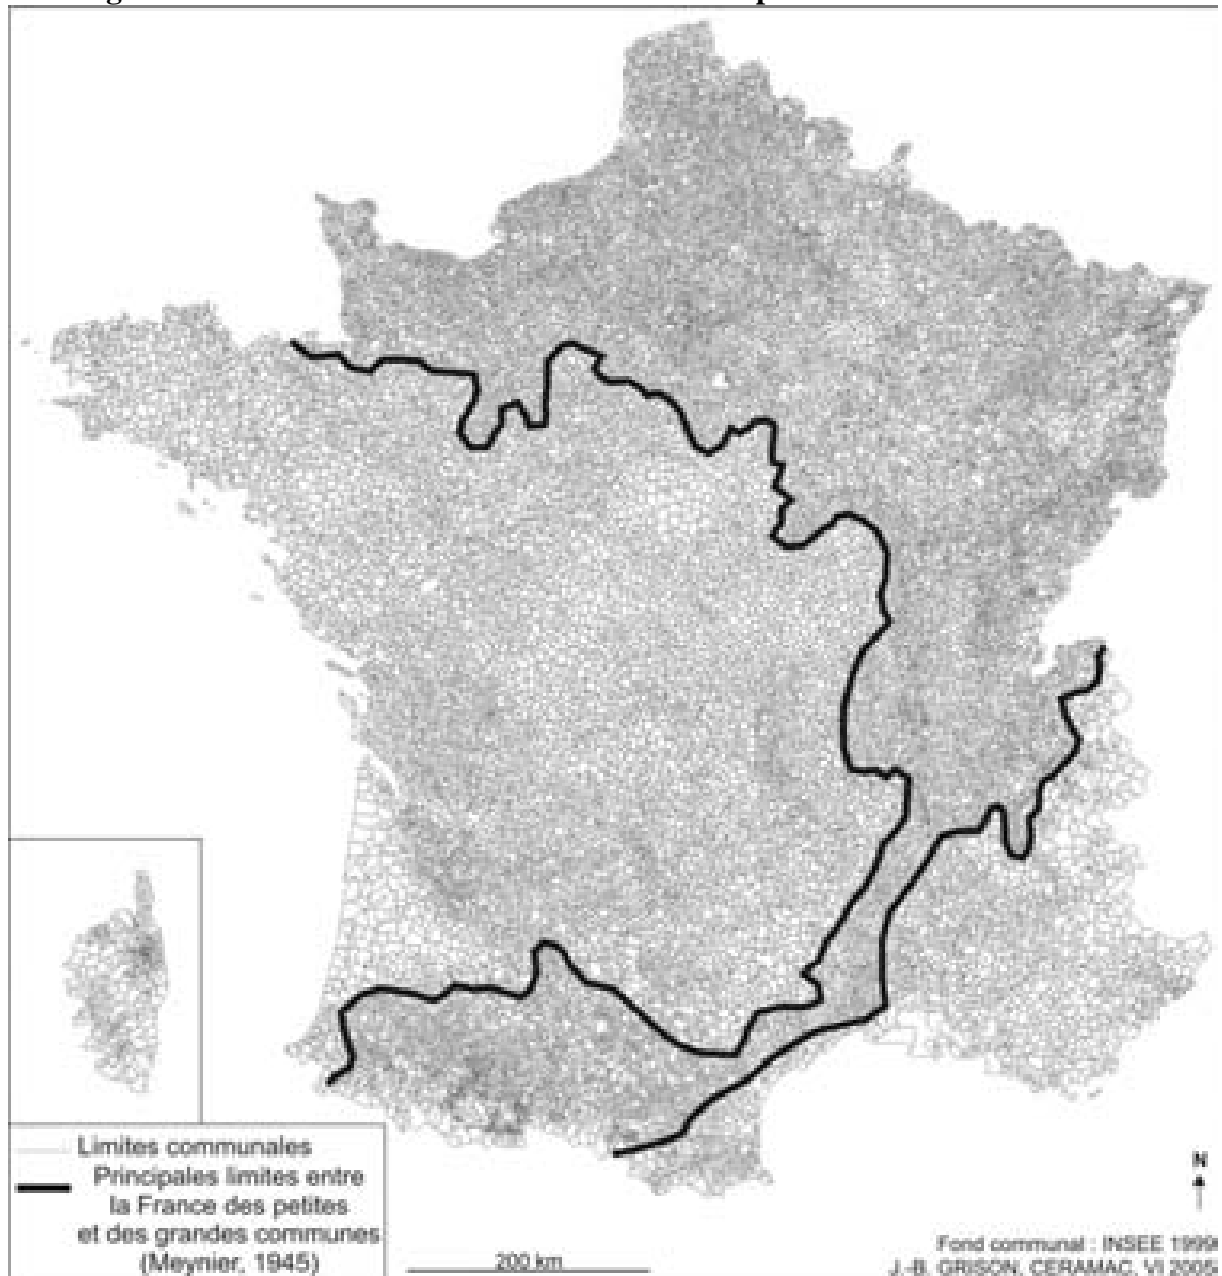 Limites communales
Principales limites entre
la France des petites
et des grandes communes
(Meynier, 1945)
200 km
N
Fond communal : INSEE 1999
J.-B. GRISON, CERAMAC, VI 2005